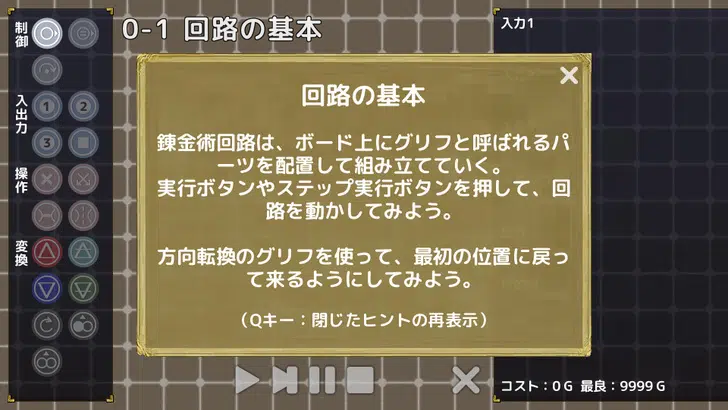 0-1 回路の基本
制御
入出力
1
2
3
操作
変換
回路の基本
錬金術回路は、ボード上にグリフと呼ばれるパ
ーツを配置して組み立てていく。
実行ボタンやステップ実行ボタンを押して、回
路を動かしてみよう。
方向転換のグリフを使って、最初の位置に戻っ
て来るようにしてみよう。
（Qキー：閉じたヒントの再表示）
入力1
コスト：0G 最良：9999G